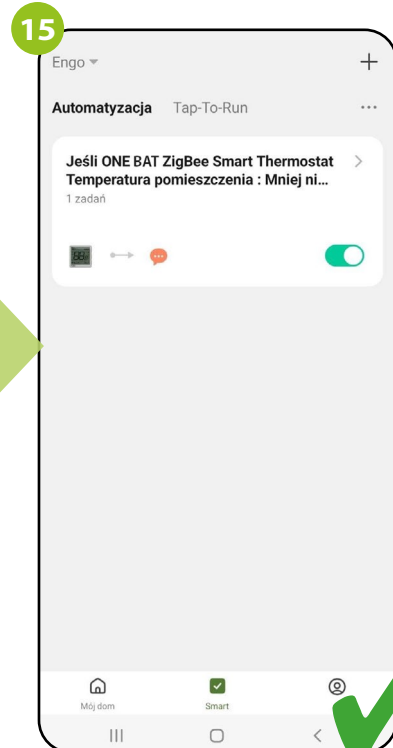 15
Engo
Automatyzacja Tap-To-Run
Jeśli ONE BAT ZigBee Smart Thermostat
Temperatura pomieszczenia : Mniej ni...
1 zadań
Mój dom Smart